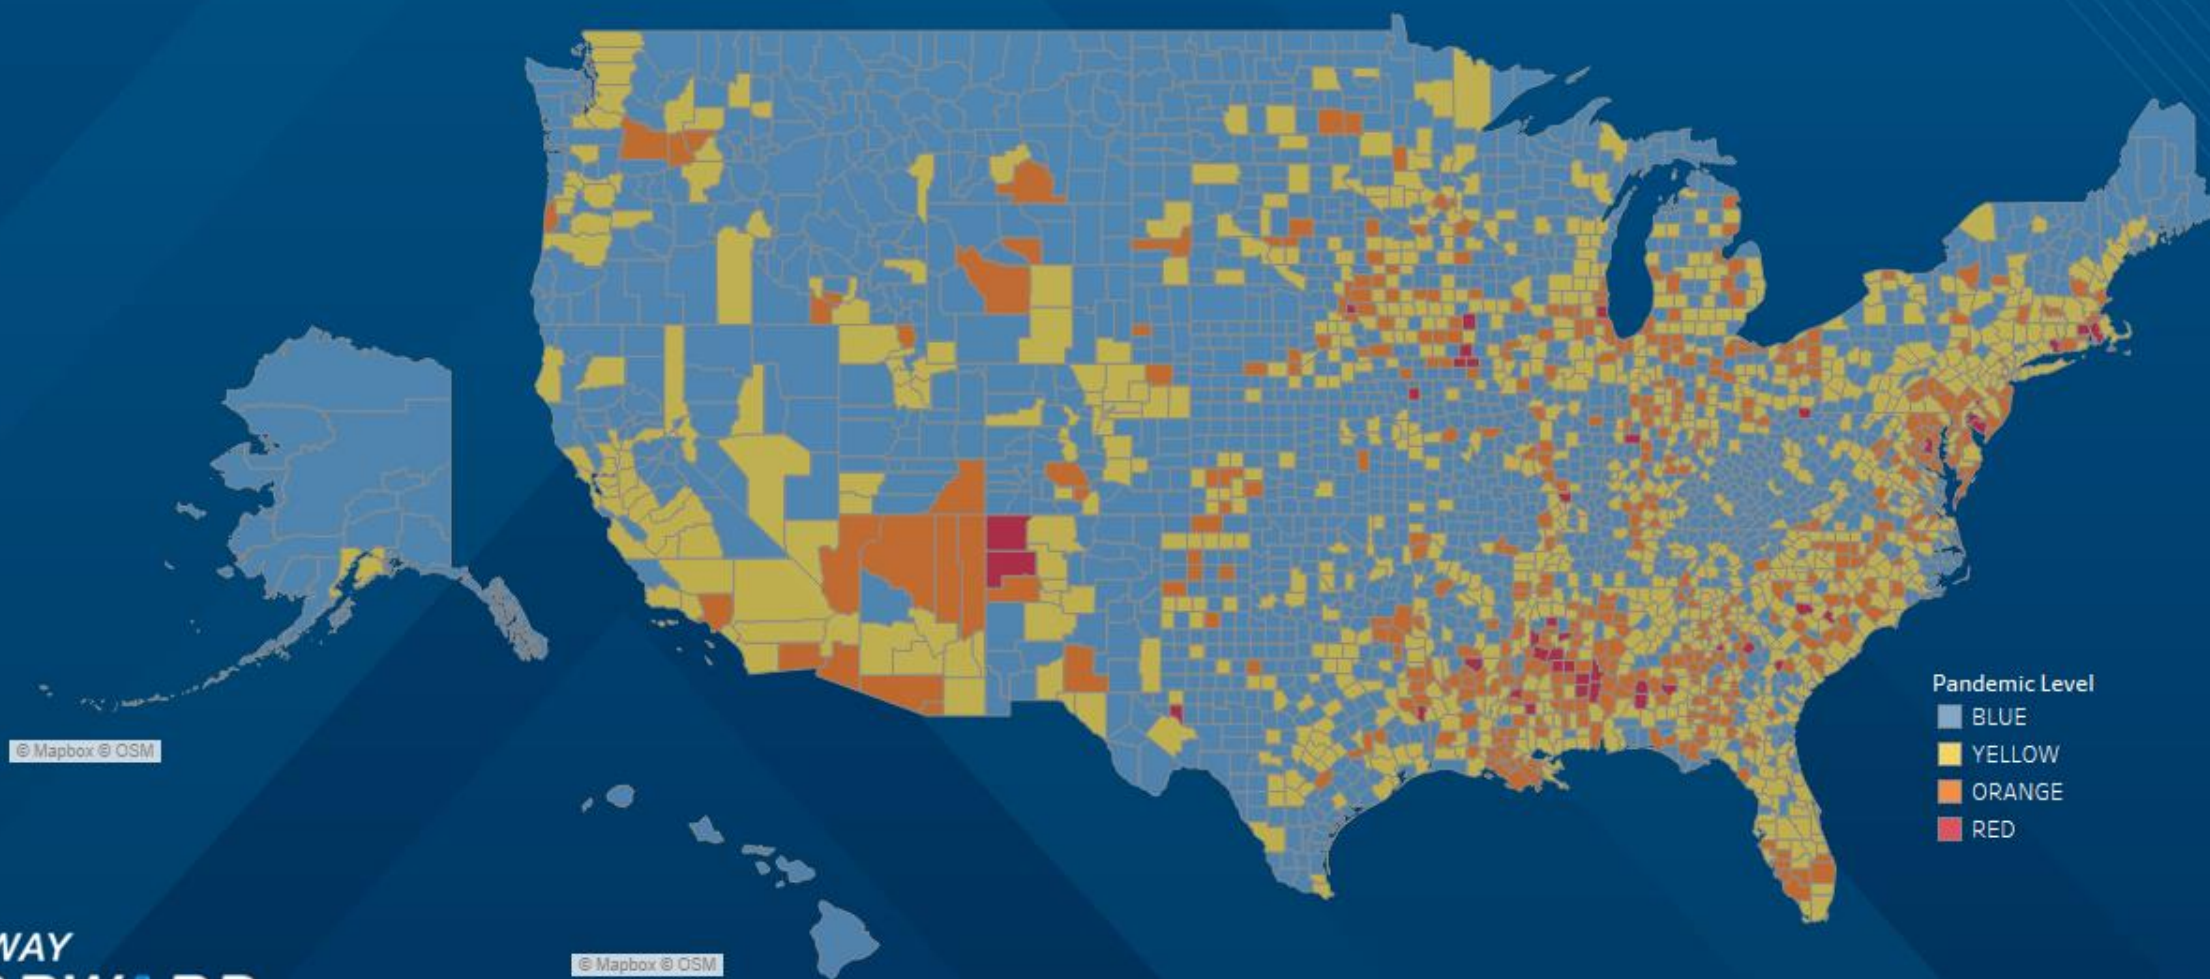 Pandemic Level
BLUE
YELLOW
ORANGE
RED
© Mapbox © OSM
© Mapbox © OSM
WAY